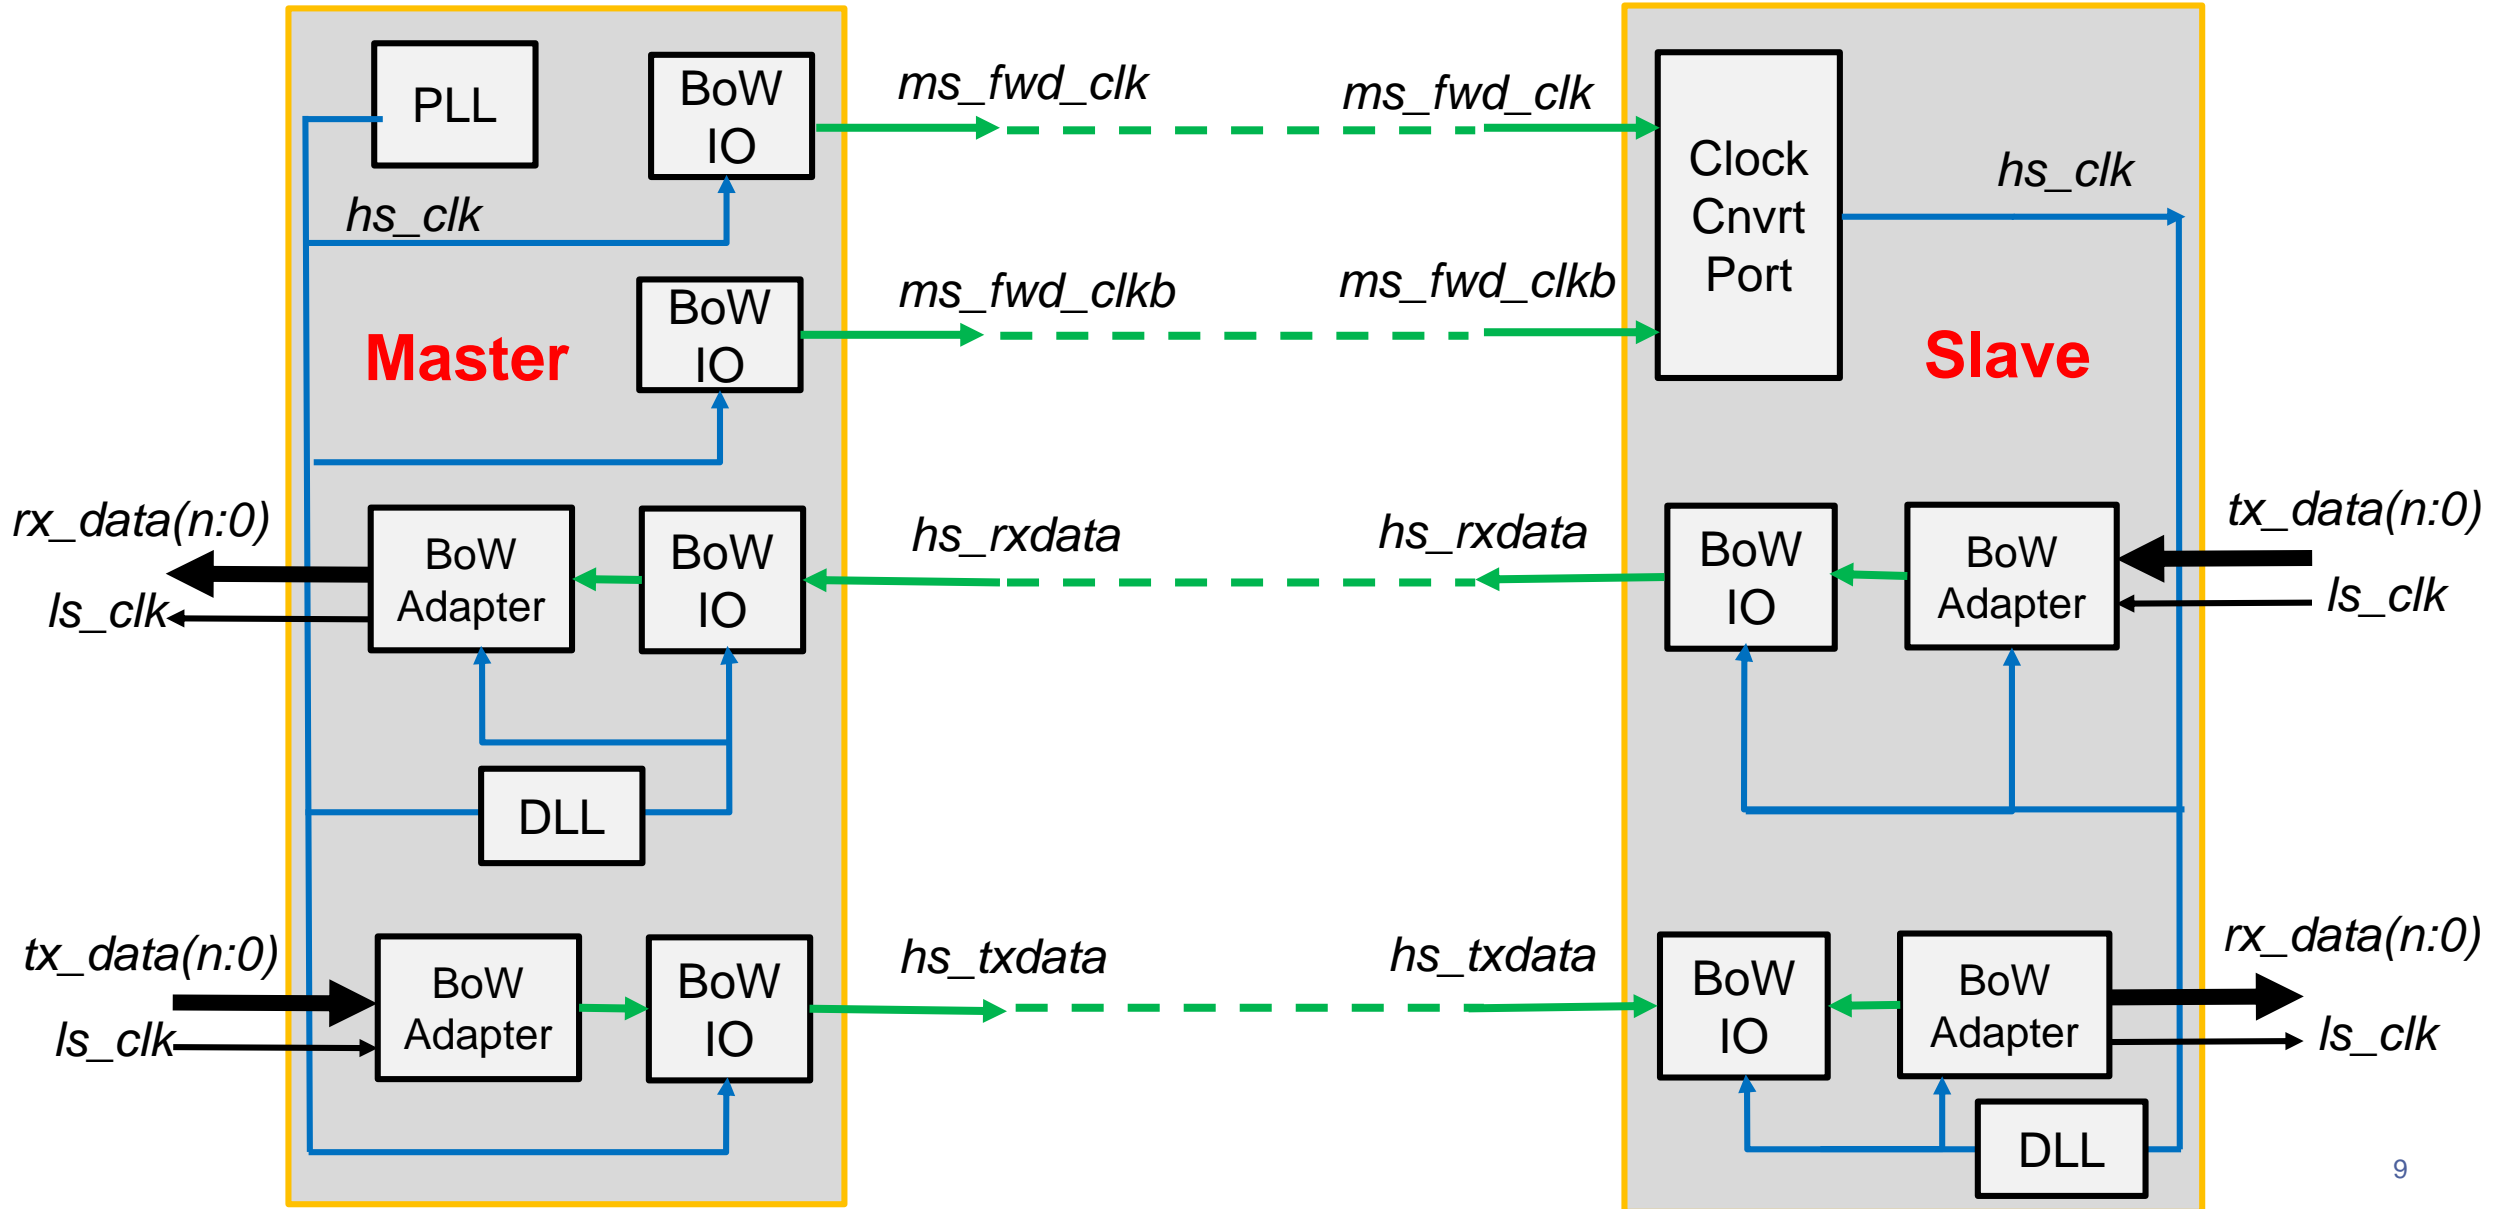 PLL
BoW
IO
ms_fwd_clk
ms_fwd_clk
Clock
Cnvrt
Port
hs_clk
hs_clk
BoW
IO
ms_fwd_clkb
ms_fwd_clkb
Master
Slave
rx_data(n:0)
ls_clk
BoW
Adapter
BoW
IO
hs_rxdata
hs_rxdata
BoW
IO
BoW
Adapter
tx_data(n:0)
ls_clk
DLL
tx_data(n:0)
ls_clk
BoW
Adapter
BoW
IO
hs_txdata
hs_txdata
BoW
IO
BoW
Adapter
rx_data(n:0)
ls_clk
DLL
9